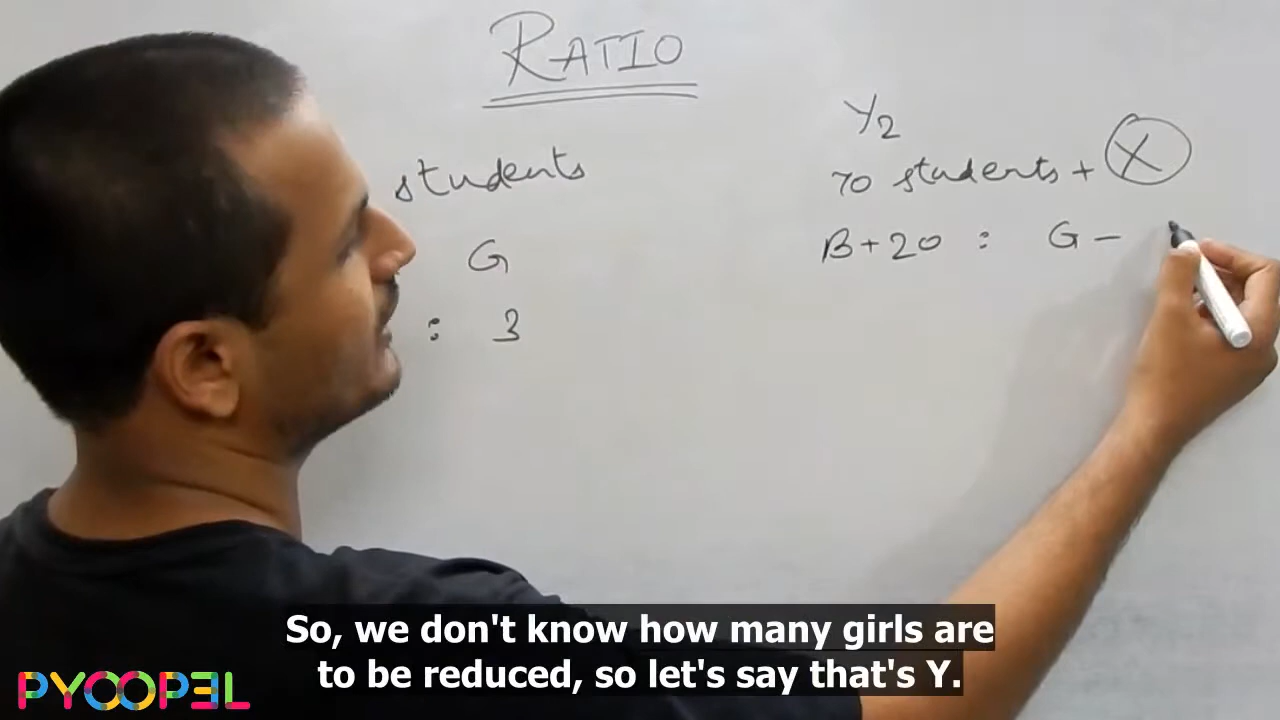 RATIO
Y2
students
70 students + X
G
B+20 : G -
: 3
So, we don't know how many girls are
to be reduced, so let's say that's Y.
PYOOPEL